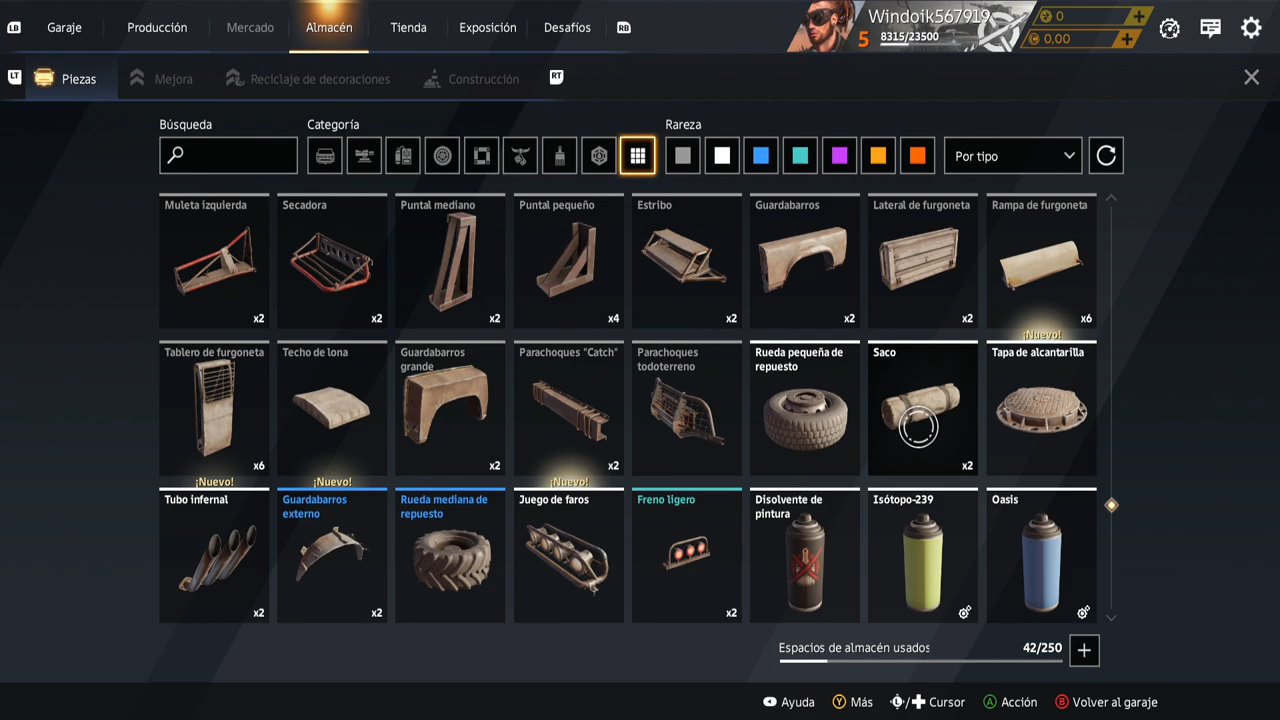 LB Garaje Producción Mercado Almacén Tienda Exposición Desafíos RB
Windoik567919
5 8315/23500
0
0,00
LT Piezas Mejora Reciclaje de decoraciones Construcción RT
Búsqueda Categoría Rareza
Por tipo
Muleta izquierda Secadora Puntal mediano Puntal pequeño Estribo Guardabarros Lateral de furgoneta Rampa de furgoneta
x2 x2 x2 x4 x2 x2 x2 x6
¡Nuevo!
Tablero de furgoneta Techo de lona Guardabarros grande Parachoques "Catch" Parachoques todoterreno Rueda pequeña de repuesto Saco Tapa de alcantarilla
x6 x2 x2 x2
¡Nuevo! ¡Nuevo! ¡Nuevo!
Tubo infernal Guardabarros externo Rueda mediana de repuesto Juego de faros Freno ligero Disolvente de pintura Isótopo-239 Oasis
x2 x2 x2
Espacios de almacén usados 42/250
Ayuda Y Más L/ Cursor A Acción B Volver al garaje